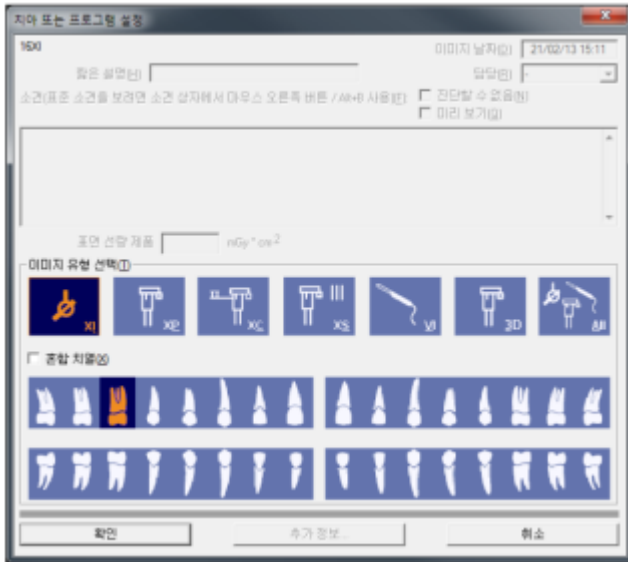 치아 또는 프로그램 설정
16XI
이미지 날짜(D) 21/02/13 15:11
짧은 설명(H)
담당(B) -
소견(표준 소견을 보려면 소견 상자에서 마우스 오른쪽 버튼 / Alt+B 사용)(F)
진단할 수 없음(N)
미리 보기(Q)
표면 선량 제품 mGy * cm2
이미지 유형 선택(T)
XI XP XC XS VI 3D All
혼합 치열(X)
확인 추가 정보... 취소